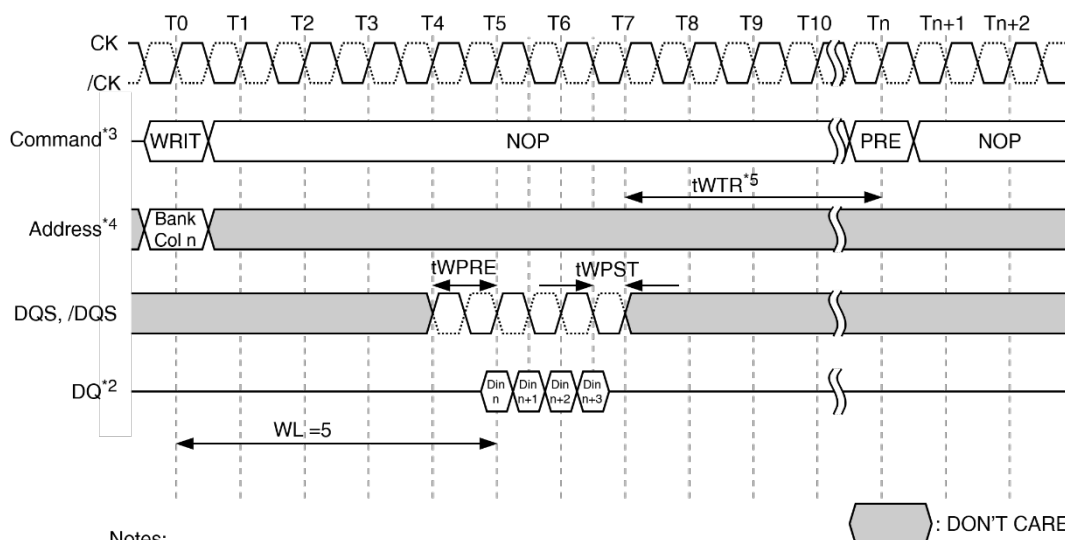 T0 T1 T2 T3 T4 T5 T6 T7 T8 T9 T10 Tn Tn+1 Tn+2
CK
/CK
Command*3 WRIT NOP PRE NOP
tWTR*5
Address*4 Bank
Col n
tWPRE tWPST
DQS, /DQS
DQ*2 Din n Din n+1 Din n+2 Din n+3
WL =5
: DON'T CARE
Notes: